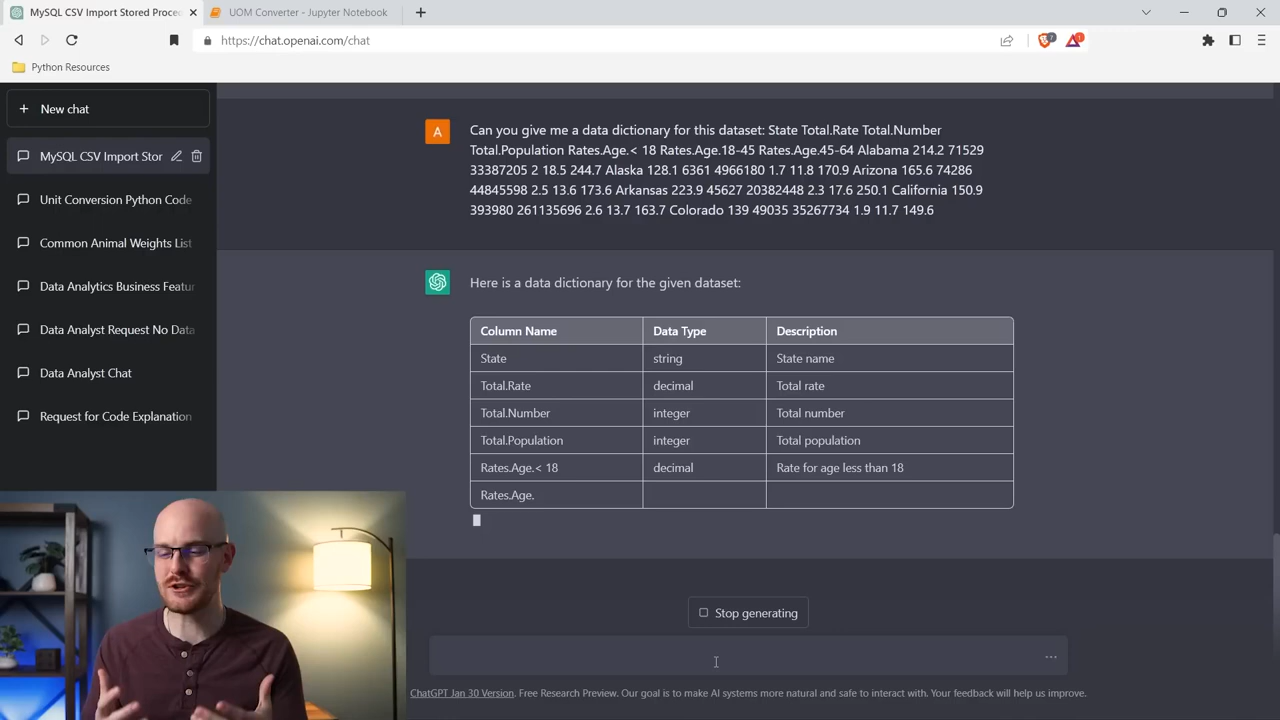 MySQL CSV Import Stored Proced
UOM Converter - Jupyter Notebook
https://chat.openai.com/chat
7
1
Python Resources
New chat
MySQL CSV Import Stor
Unit Conversion Python Code
Common Animal Weights List
Data Analytics Business Featur
Data Analyst Request No Data
Data Analyst Chat
Request for Code Explanation
A
Can you give me a data dictionary for this dataset: State Total.Rate Total.Number
Total.Population Rates.Age.< 18 Rates.Age.18-45 Rates.Age.45-64 Alabama 214.2 71529
33387205 2 18.5 244.7 Alaska 128.1 6361 4966180 1.7 11.8 170.9 Arizona 165.6 74286
44845598 2.5 13.6 173.6 Arkansas 223.9 45627 20382448 2.3 17.6 250.1 California 150.9
393980 261135696 2.6 13.7 163.7 Colorado 139 49035 35267734 1.9 11.7 149.6
Here is a data dictionary for the given dataset:
Column Name Data Type Description
State string State name
Total.Rate decimal Total rate
Total.Number integer Total number
Total.Population integer Total population
Rates.Age.< 18 decimal Rate for age less than 18
Rates.Age.
Stop generating
ChatGPT Jan 30 Version. Free Research Preview. Our goal is to make AI systems more natural and safe to interact with. Your feedback will help us improve.